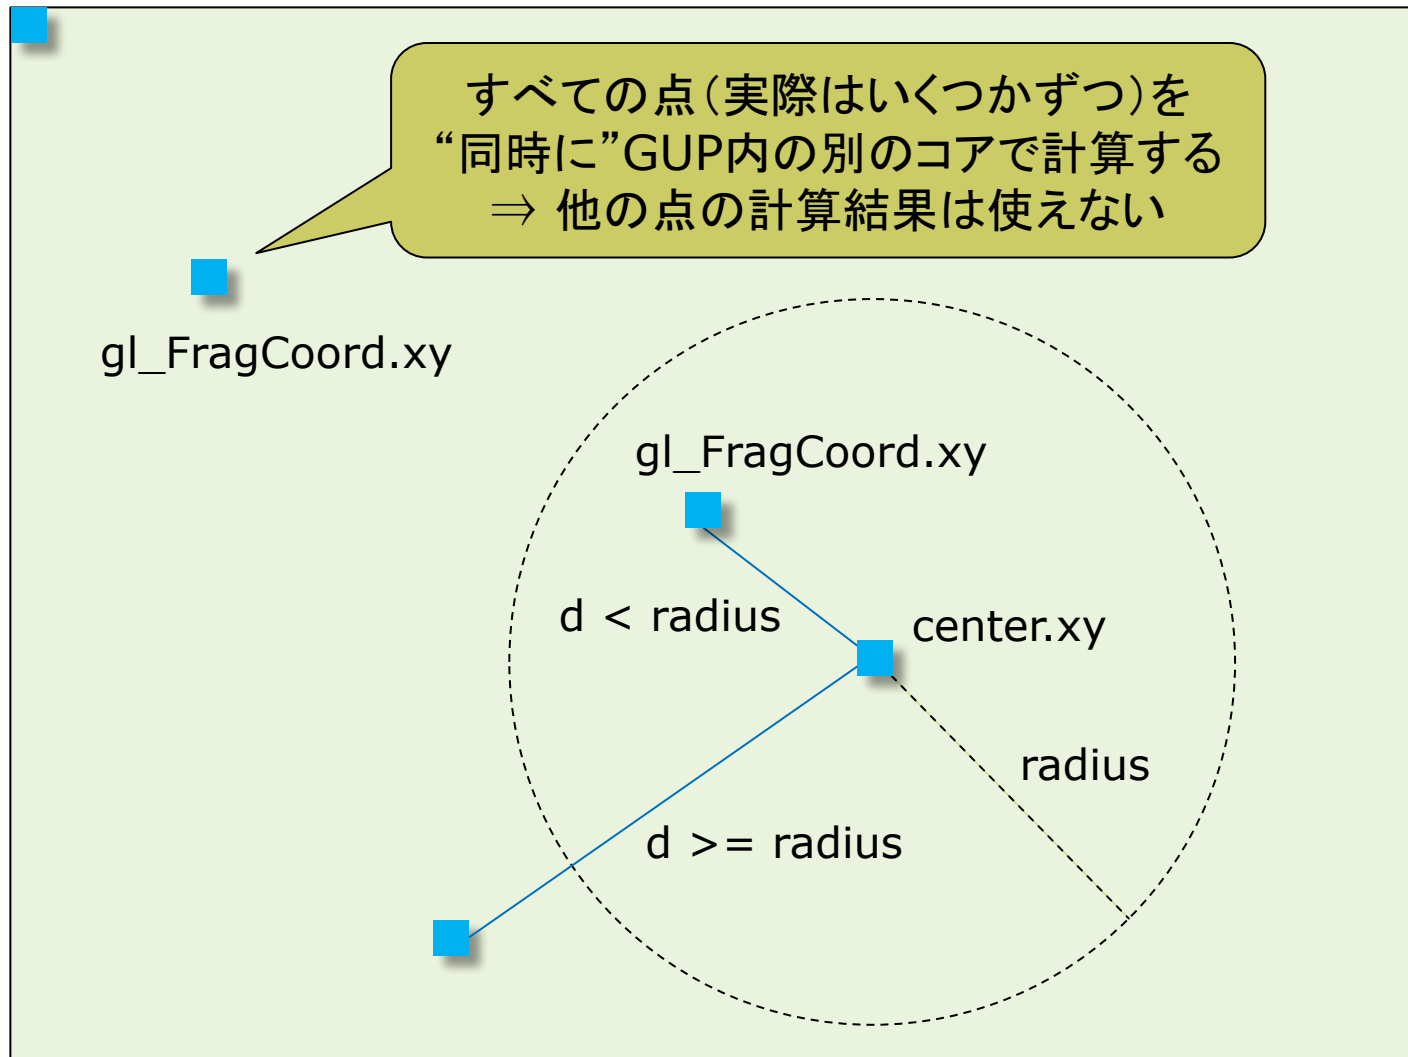 すべての点（実際はいくつかずつ）を
“同時に”GUP内の別のコアで計算する
⇒ 他の点の計算結果は使えない
gl_FragCoord.xy
gl_FragCoord.xy
d < radius
center.xy
radius
d >= radius